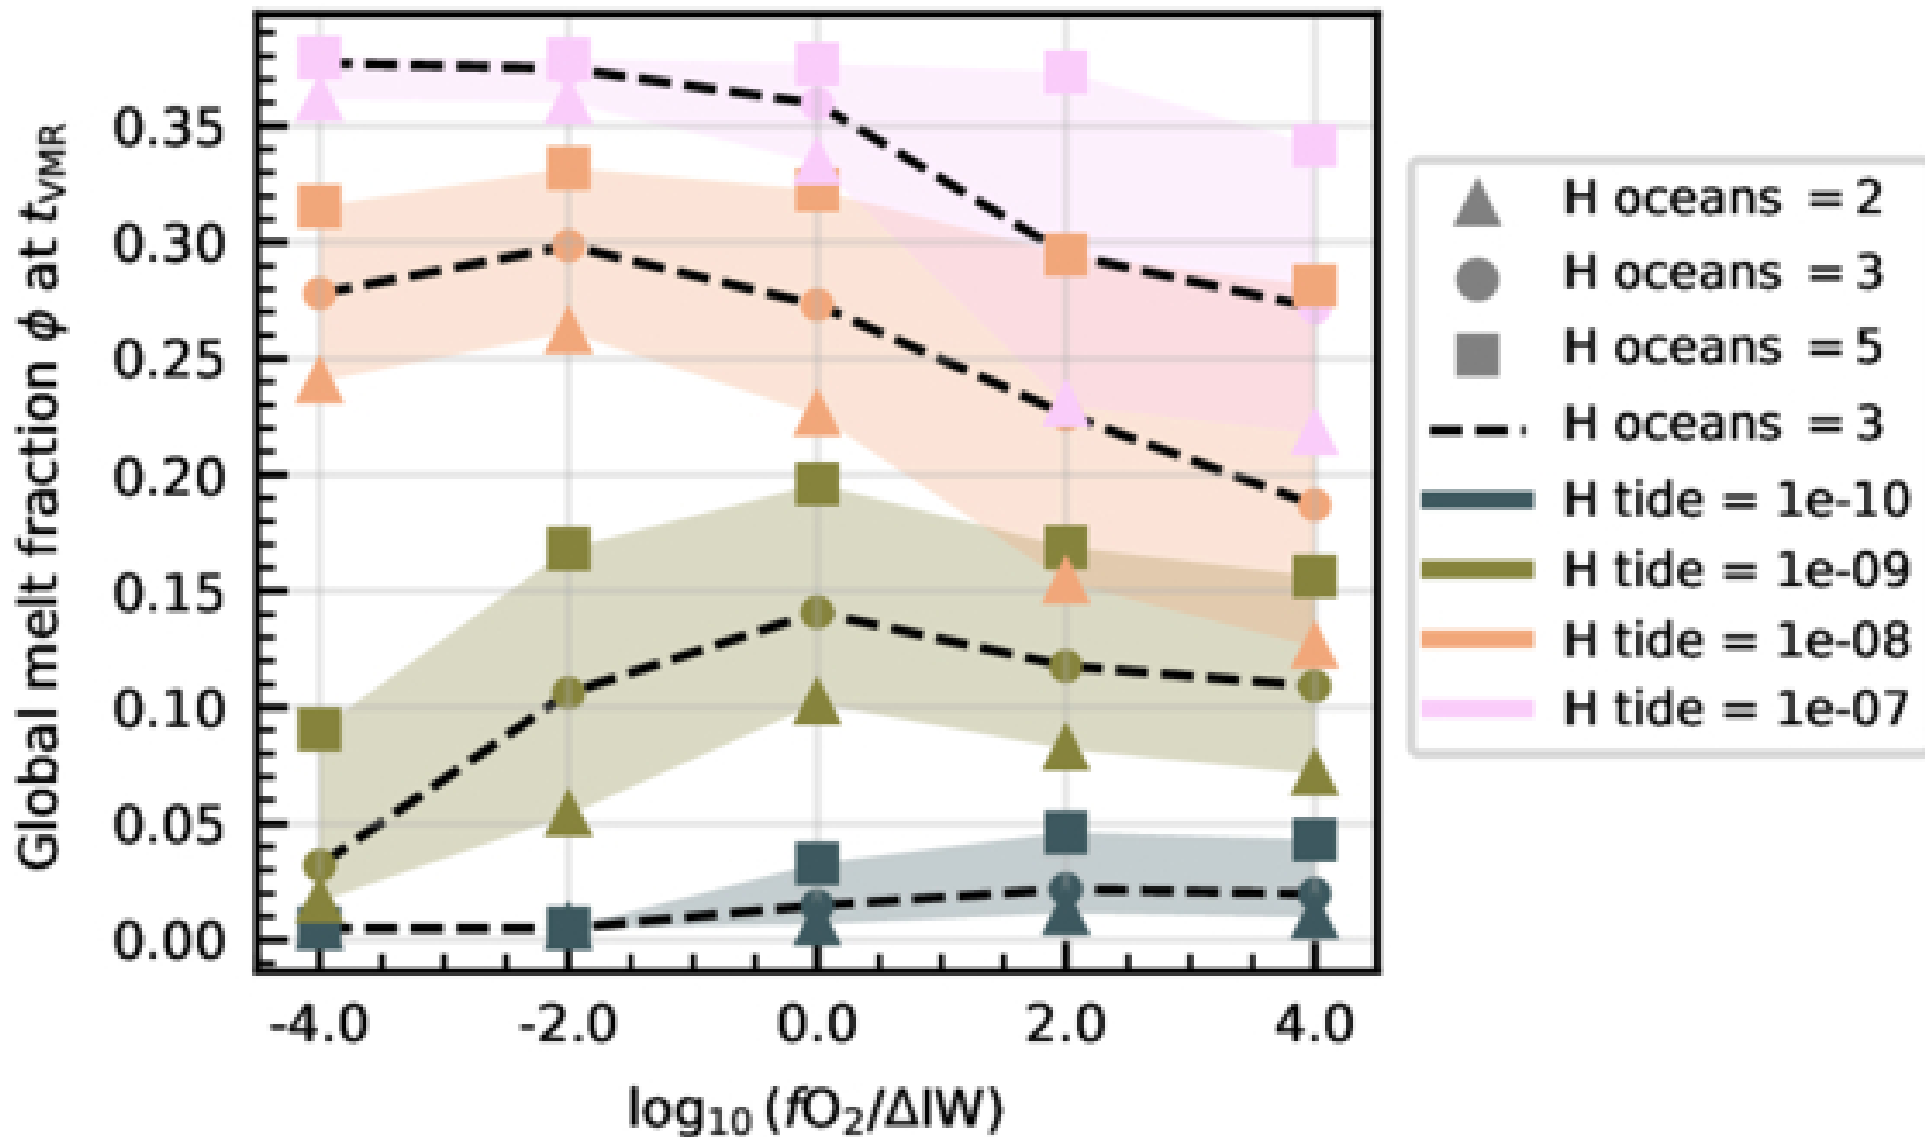 Global melt fraction ϕ at t_VMR
0.35
0.30
0.25
0.20
0.15
0.10
0.05
0.00
-4.0 -2.0 0.0 2.0 4.0
log₁₀ (fO₂/ΔIW)
H oceans = 2
H oceans = 3
H oceans = 5
H oceans = 3
H tide = 1e-10
H tide = 1e-09
H tide = 1e-08
H tide = 1e-07